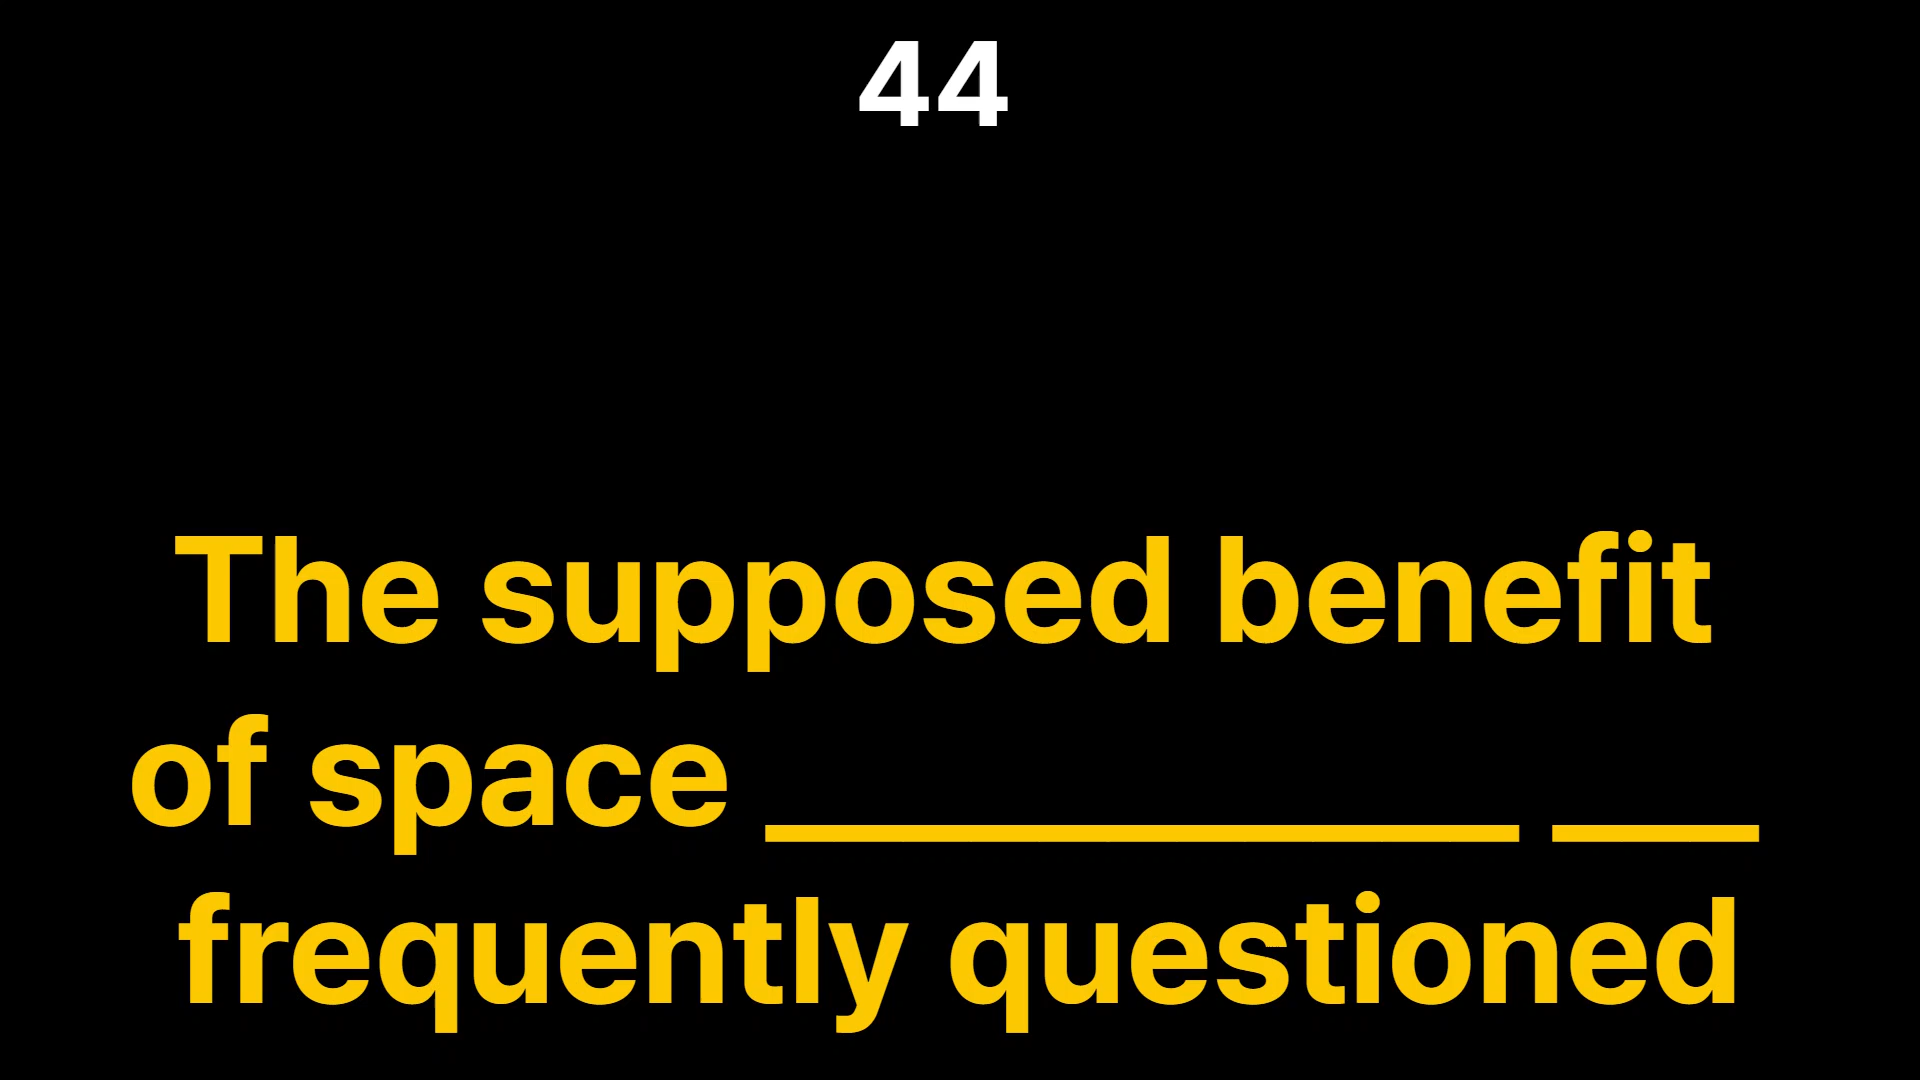 44
The supposed benefit
of space ___________ ___
frequently questioned